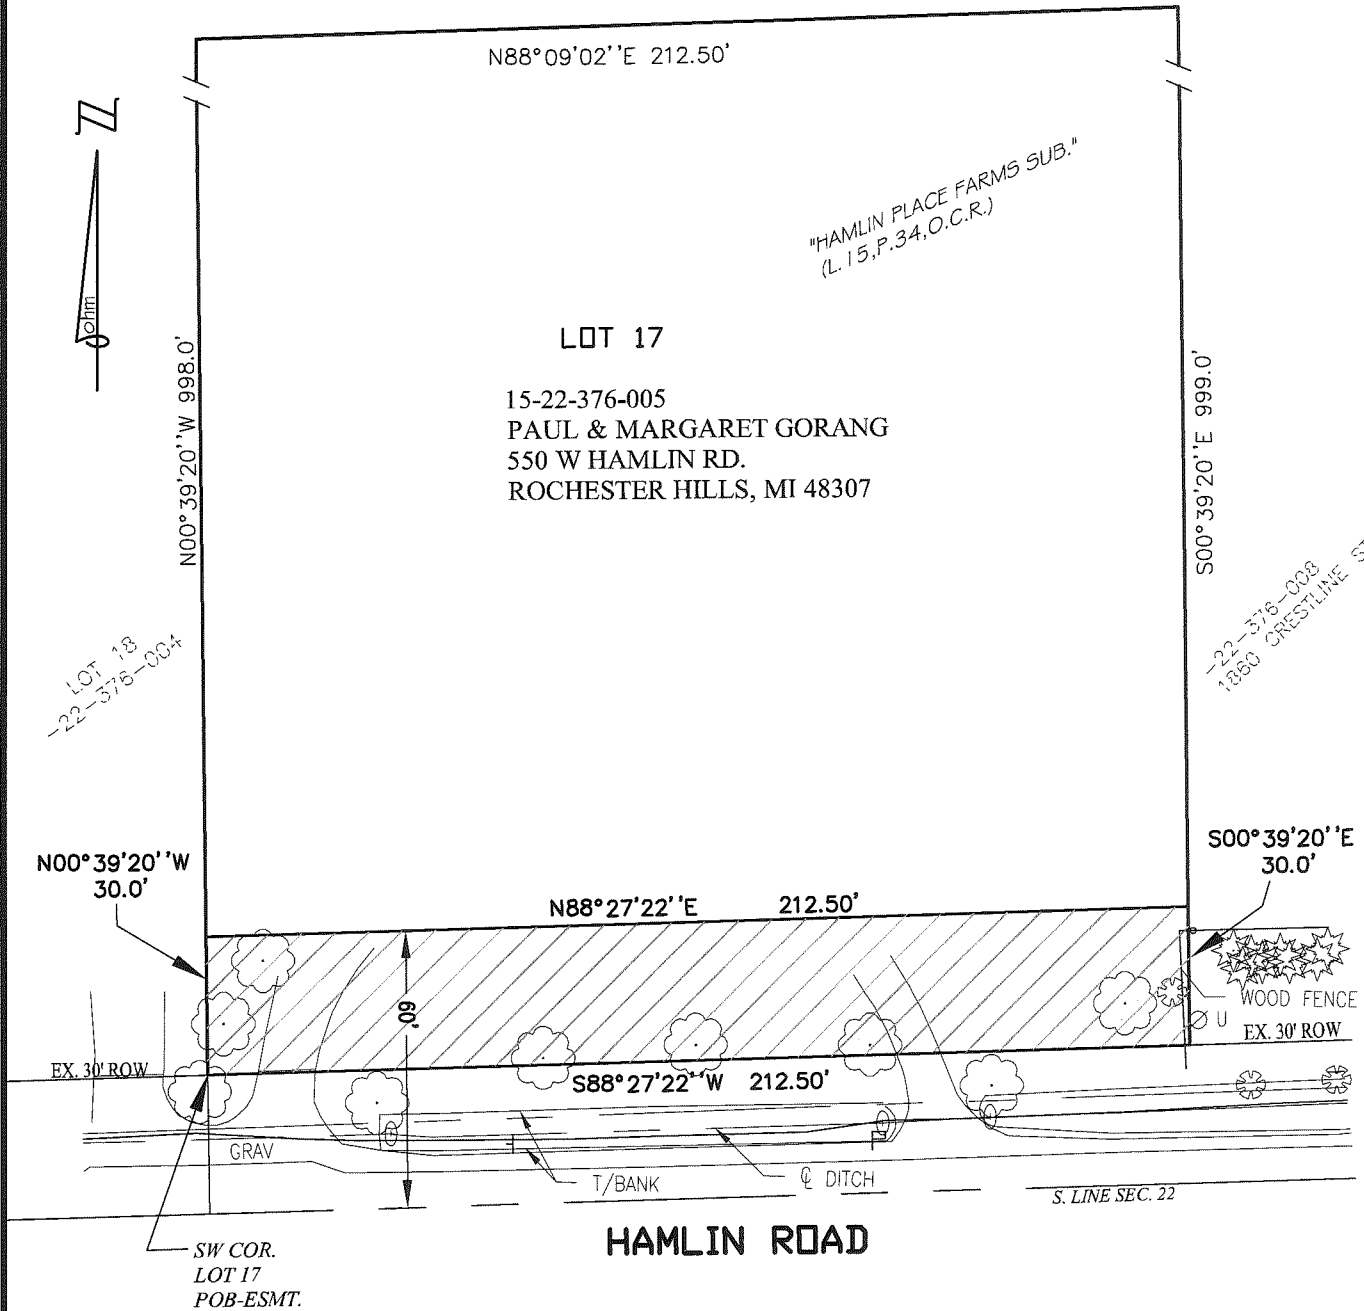 N88°09'02''E 212.50'
N
ohm
"HAMLIN PLACE FARMS SUB."
(L.15,P.34,O.C.R.)
LOT 17
15-22-376-005
PAUL & MARGARET GORANG
550 W HAMLIN RD.
ROCHESTER HILLS, MI 48307
N00°39'20''W 998.0'
S00°39'20''E 999.0'
LOT 18
-22-376-004
-22-376-008
1860 CRESTLINE ST
N00°39'20''W
30.0'
S00°39'20''E
30.0'
N88°27'22''E 212.50'
60'
WOOD FENCE
U
EX. 30' ROW
EX. 30' ROW
S88°27'22''W 212.50'
GRAV
T/BANK
℄ DITCH
S. LINE SEC. 22
HAMLIN ROAD
SW COR.
LOT 17
POB-ESMT.